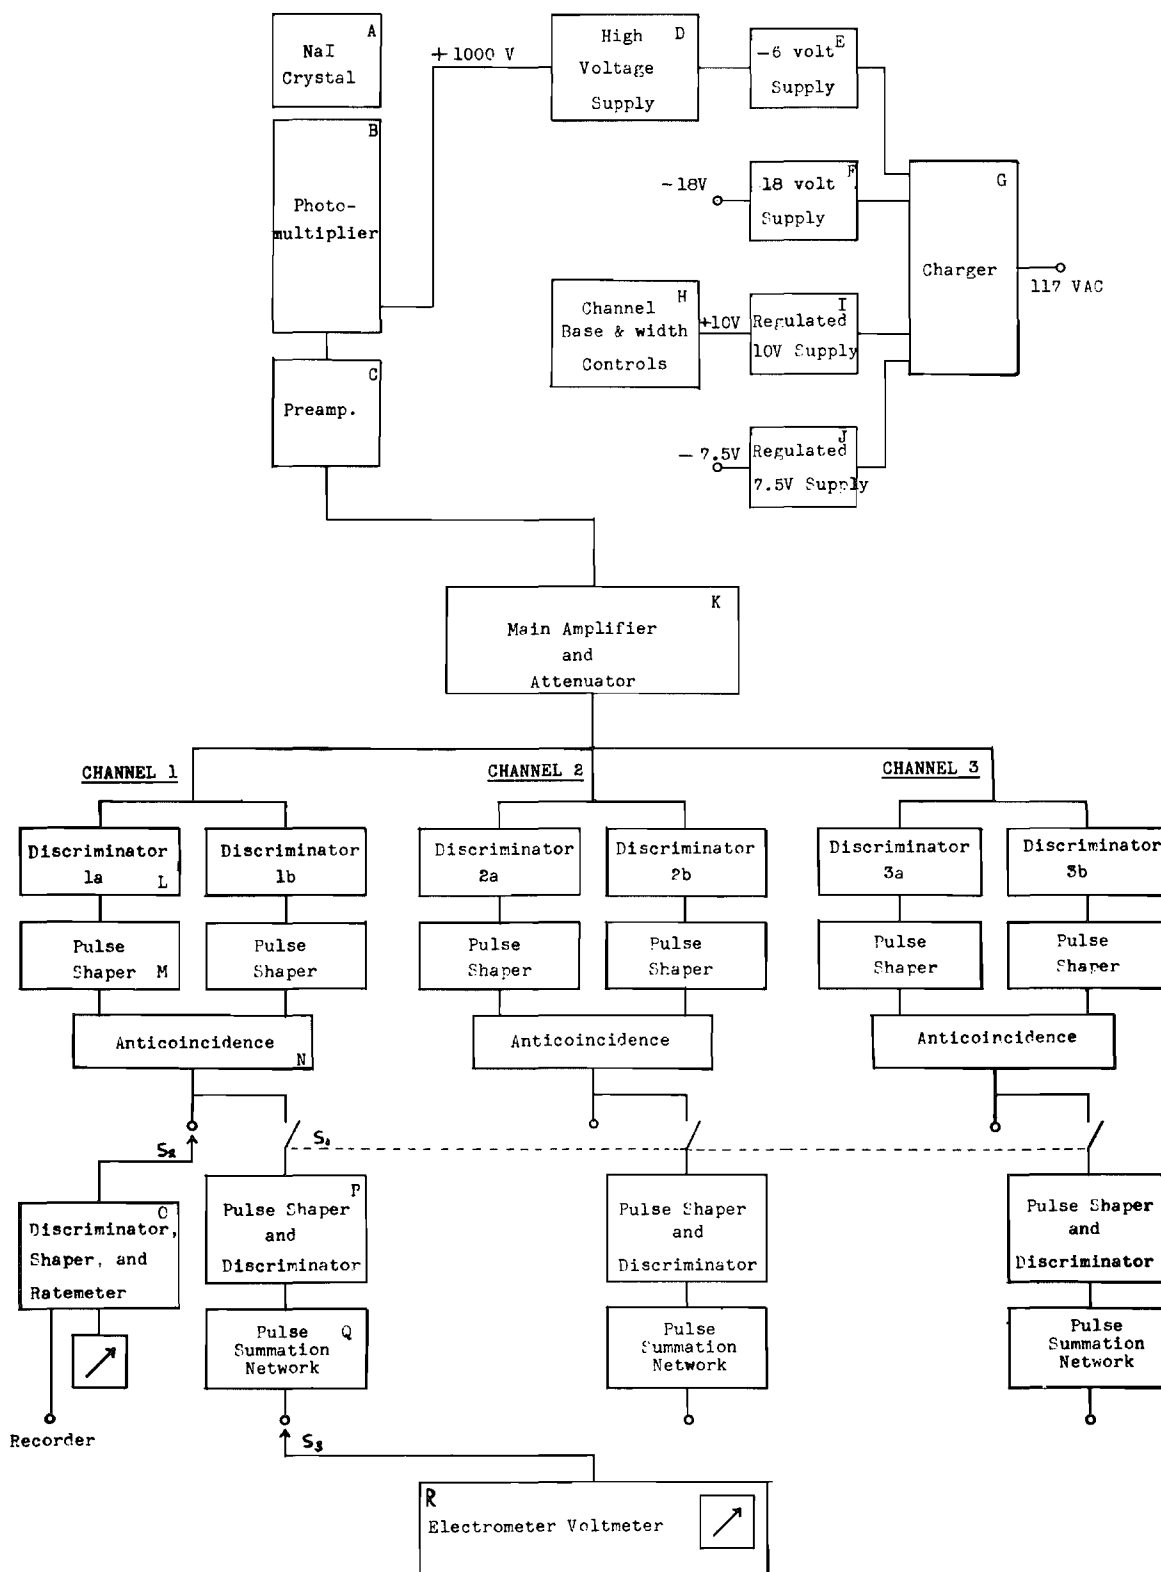 A
NaI
Crystal
B
Photo-
multiplier
C
Preamp.
+1000 V
High D
Voltage
Supply
-6 volt E
Supply
-18V
18 volt F
Supply
G
Charger
117 VAC
H
Channel
Base & width
Controls
+10V
I
Regulated
10V Supply
- 7.5V
J
Regulated
7.5V Supply
K
Main Amplifier
and
Attenuator
CHANNEL 1
CHANNEL 2
CHANNEL 3
Discriminator
1a L
Discriminator
1b
Discriminator
2a
Discriminator
2b
Discriminator
3a
Discriminator
3b
Pulse
Shaper M
Pulse
Shaper
Pulse
Shaper
Pulse
Shaper
Pulse
Shaper
Pulse
Shaper
Anticoincidence
N
Anticoincidence
Anticoincidence
S2
S1
O
Discriminator,
Shaper, and
Ratemeter
P
Pulse Shaper
and
Discriminator
Pulse Shaper
and
Discriminator
Pulse Shaper
and
Discriminator
Pulse Q
Summation
Network
Pulse
Summation
Network
Pulse
Summation
Network
Recorder
S3
R
Electrometer Voltmeter